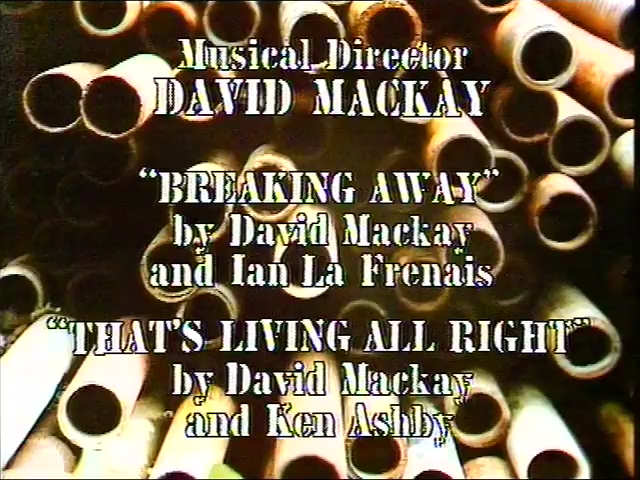 Musical Director
DAVID MACKAY
“BREAKING AWAY”
by David Mackay
and Ian La Frenais
“THAT'S LIVING ALL RIGHT”
by David Mackay
and Ken Ashby